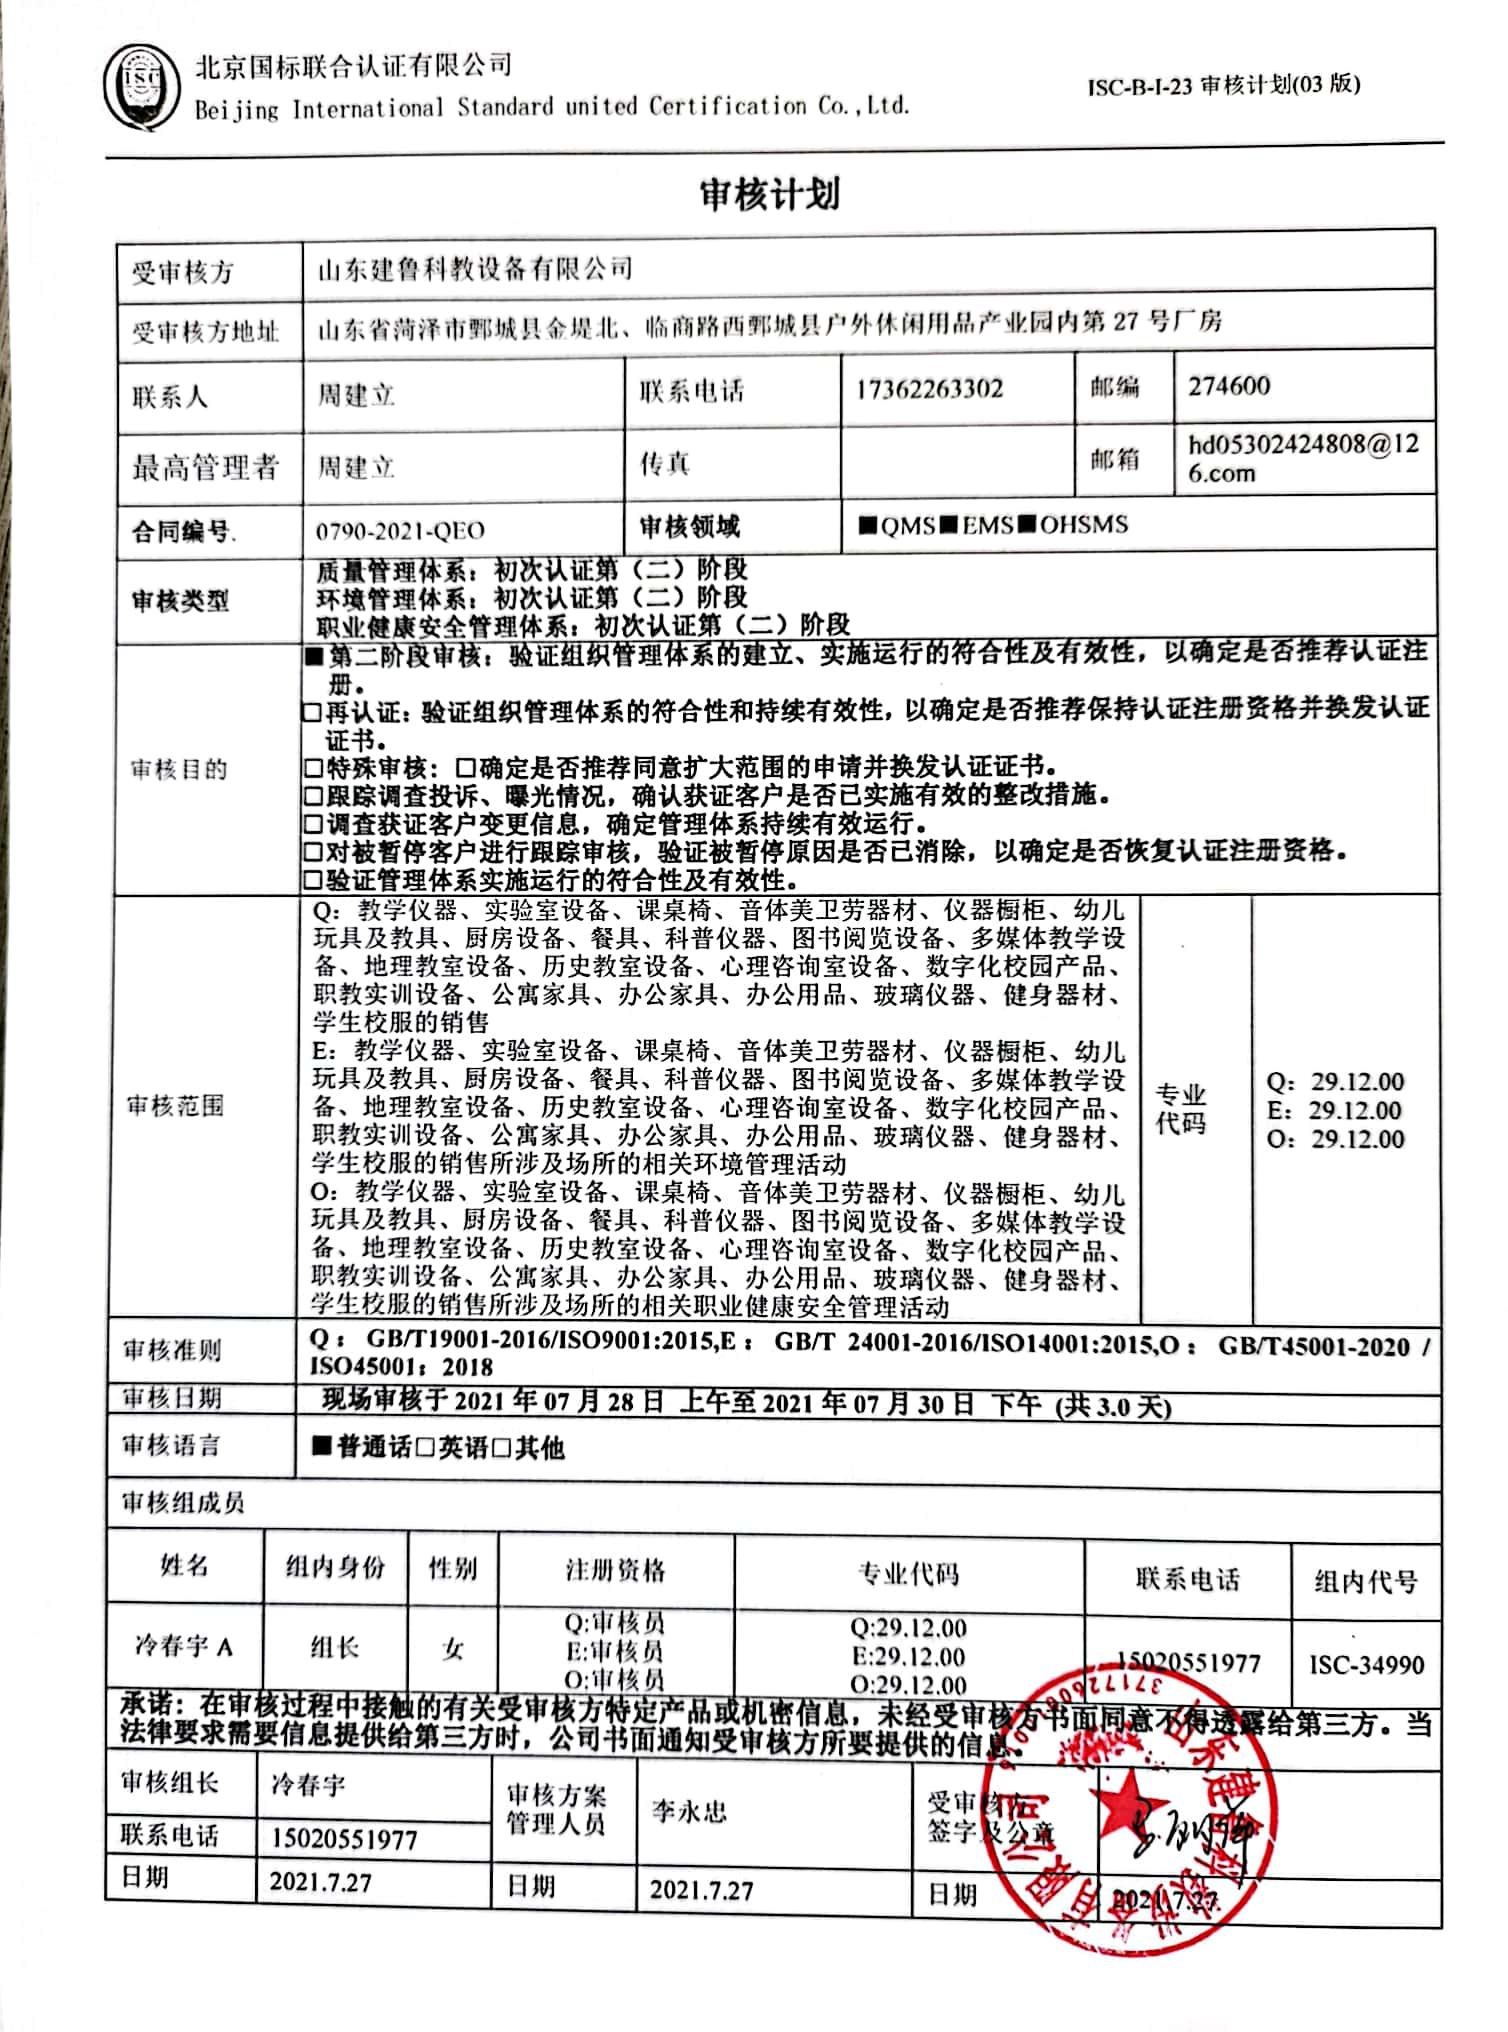 ISC
北京国标联合认证有限公司
Beijing International Standard united Certification Co.,Ltd.
ISC-B-I-23 审核计划(03 版)
审核计划
受审核方 山东建鲁科教设备有限公司
受审核方地址 山东省菏泽市鄄城县金堤北、临商路西鄄城县户外休闲用品产业园内第 27 号厂房
联系人 周建立 联系电话 17362263302 邮编 274600
最高管理者 周建立 传真 邮箱 hd05302424808@12
6.com
合同编号. 0790-2021-QEO 审核领域 ■QMS■EMS■OHSMS
审核类型
质量管理体系：初次认证第（二）阶段
环境管理体系：初次认证第（二）阶段
职业健康安全管理体系：初次认证第（二）阶段
审核目的
■第二阶段审核：验证组织管理体系的建立、实施运行的符合性及有效性，以确定是否推荐认证注
册。
□再认证：验证组织管理体系的符合性和持续有效性，以确定是否推荐保持认证注册资格并换发认证
证书。
□特殊审核：□确定是否推荐同意扩大范围的申请并换发认证证书。
□跟踪调查投诉、曝光情况，确认获证客户是否已实施有效的整改措施。
□调查获证客户变更信息，确定管理体系持续有效运行。
□对被暂停客户进行跟踪审核，验证被暂停原因是否已消除，以确定是否恢复认证注册资格。
□验证管理体系实施运行的符合性及有效性。
审核范围
Q：教学仪器、实验室设备、课桌椅、音体美卫劳器材、仪器橱柜、幼儿
玩具及教具、厨房设备、餐具、科普仪器、图书阅览设备、多媒体教学设
备、地理教室设备、历史教室设备、心理咨询室设备、数字化校园产品、
职教实训设备、公寓家具、办公家具、办公用品、玻璃仪器、健身器材、
学生校服的销售
E：教学仪器、实验室设备、课桌椅、音体美卫劳器材、仪器橱柜、幼儿
玩具及教具、厨房设备、餐具、科普仪器、图书阅览设备、多媒体教学设
备、地理教室设备、历史教室设备、心理咨询室设备、数字化校园产品、
职教实训设备、公寓家具、办公家具、办公用品、玻璃仪器、健身器材、
学生校服的销售所涉及场所的相关环境管理活动
O：教学仪器、实验室设备、课桌椅、音体美卫劳器材、仪器橱柜、幼儿
玩具及教具、厨房设备、餐具、科普仪器、图书阅览设备、多媒体教学设
备、地理教室设备、历史教室设备、心理咨询室设备、数字化校园产品、
职教实训设备、公寓家具、办公家具、办公用品、玻璃仪器、健身器材、
学生校服的销售所涉及场所的相关职业健康安全管理活动
专业
代码
Q：29.12.00
E：29.12.00
O：29.12.00
审核准则
Q： GB/T19001-2016/ISO9001:2015,E： GB/T 24001-2016/ISO14001:2015,O： GB/T45001-2020 /
ISO45001：2018
审核日期 现场审核于 2021 年 07 月 28 日 上午至 2021 年 07 月 30 日 下午 (共 3.0 天)
审核语言 ■普通话□英语□其他
审核组成员
姓名 组内身份 性别 注册资格 专业代码 联系电话 组内代号
冷春宇 A 组长 女
Q:审核员
E:审核员
O:审核员
Q:29.12.00
E:29.12.00
O:29.12.00
15020551977 ISC-34990
承诺：在审核过程中接触的有关受审核方特定产品或机密信息，未经受审核方书面同意不得透露给第三方。当
法律要求需要信息提供给第三方时，公司书面通知受审核方所要提供的信息。
审核组长 冷春宇
审核方案
管理人员
李永忠
受审核方
签字及公章
联系电话 15020551977
日期 2021.7.27 日期 2021.7.27 日期 2021.7.27
山东建鲁科教设备有限公司